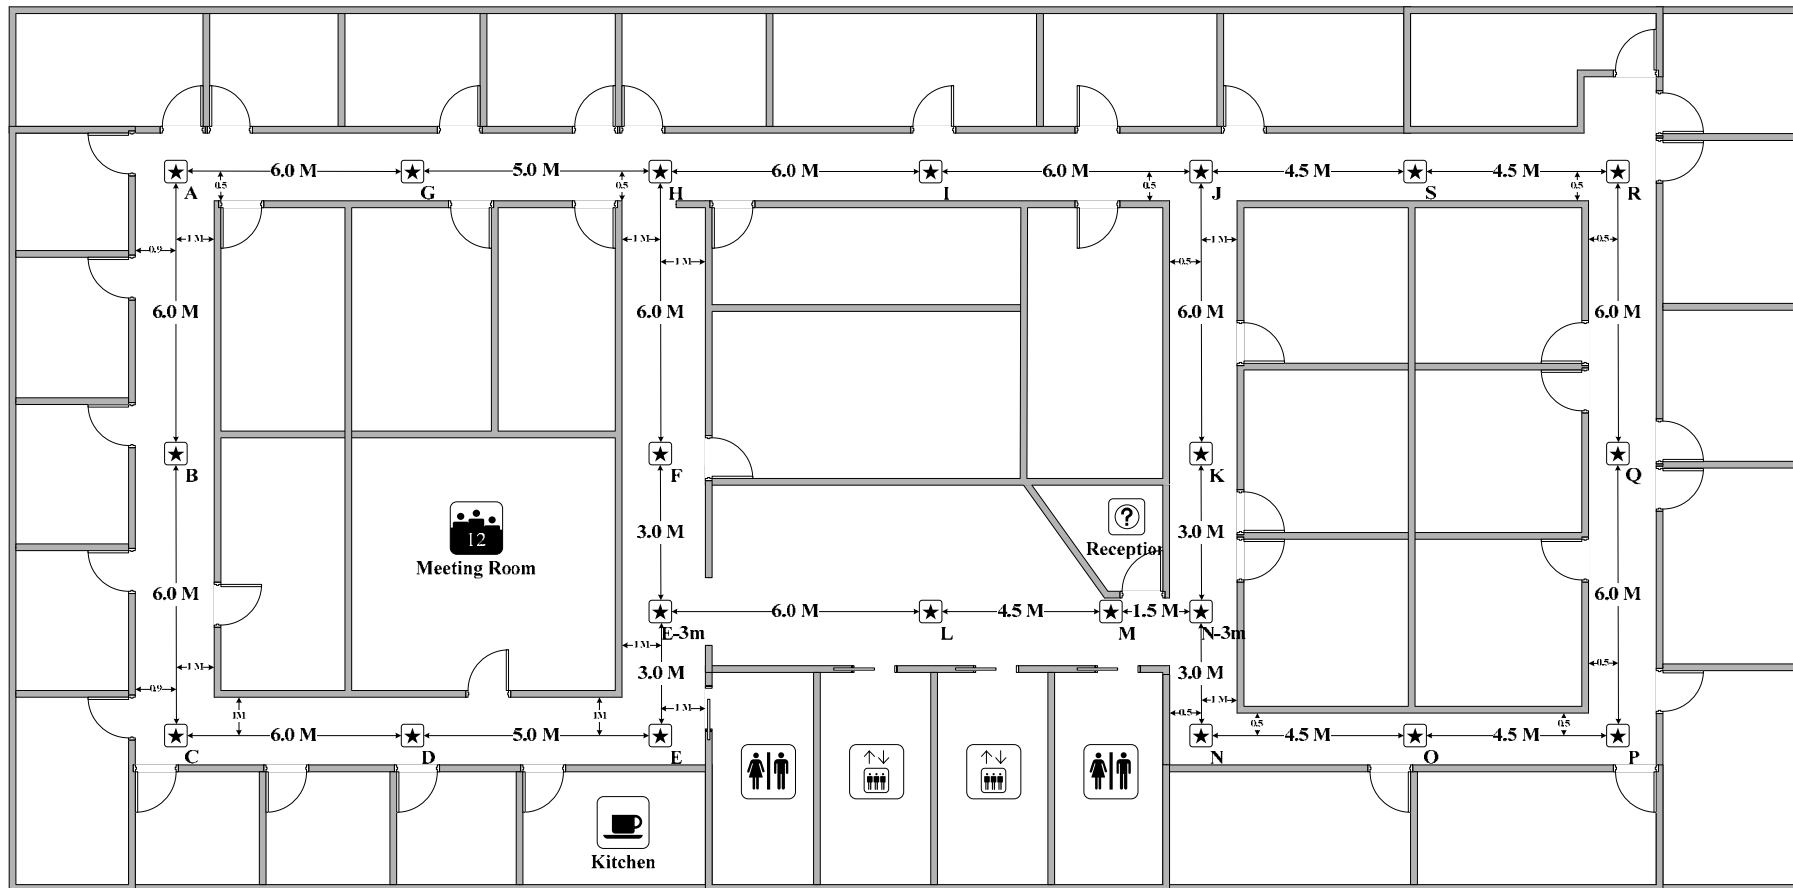 6.0 M 5.0 M 6.0 M 6.0 M 4.5 M 4.5 M
0.5 0.5 0.5 0.5
A G H I J S R
1 M 1 M 1 M 0.5
0.9 1 M 0.5
6.0 M 6.0 M 6.0 M 6.0 M
B F K Q
?
12
3.0 M 3.0 M
Reception
Meeting Room
6.0 M 6.0 M
6.0 M 4.5 M 1.5 M
E-3m L M N-3m
1 M
1 M 3.0 M 3.0 M 0.5
0.9 1 M
1 M 1M 1M 0.5 0.5 0.5
6.0 M 5.0 M 4.5 M 4.5 M
C D E N O P
Kitchen